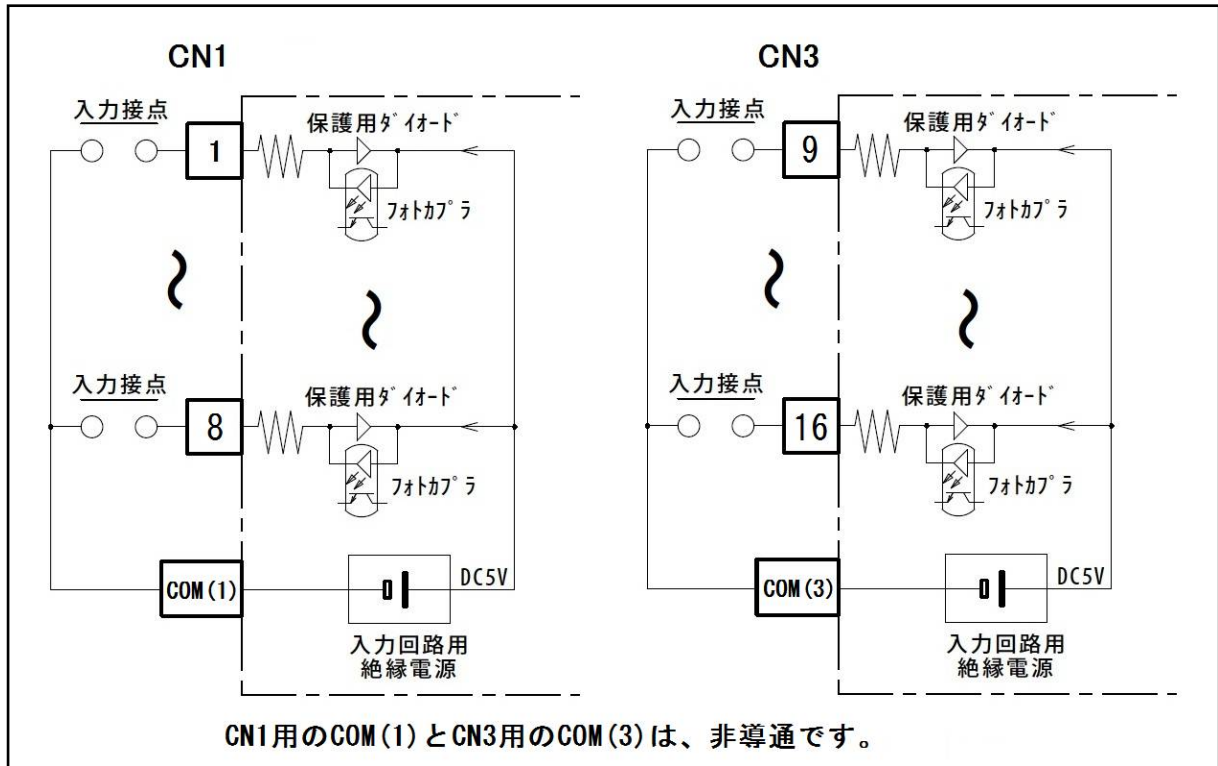 CN1
入力接点
1
保護用ダイオード
フォトカプラ
入力接点
8
保護用ダイオード
フォトカプラ
COM(1)
DC5V
入力回路用
絶縁電源
CN3
入力接点
9
保護用ダイオード
フォトカプラ
入力接点
16
保護用ダイオード
フォトカプラ
COM(3)
DC5V
入力回路用
絶縁電源
CN1用のCOM(1)とCN3用のCOM(3)は、非導通です。